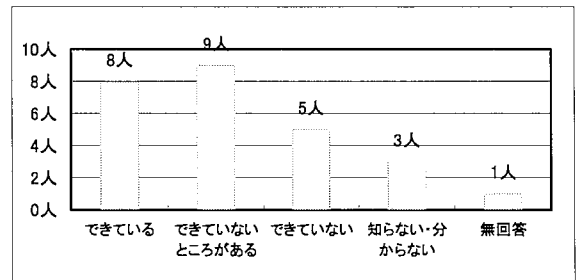 10人
8人
6人
4人
2人
0人
8人
9人
5人
3人
1人
できている
できていない
ところがある
できていない
知らない・分
からない
無回答